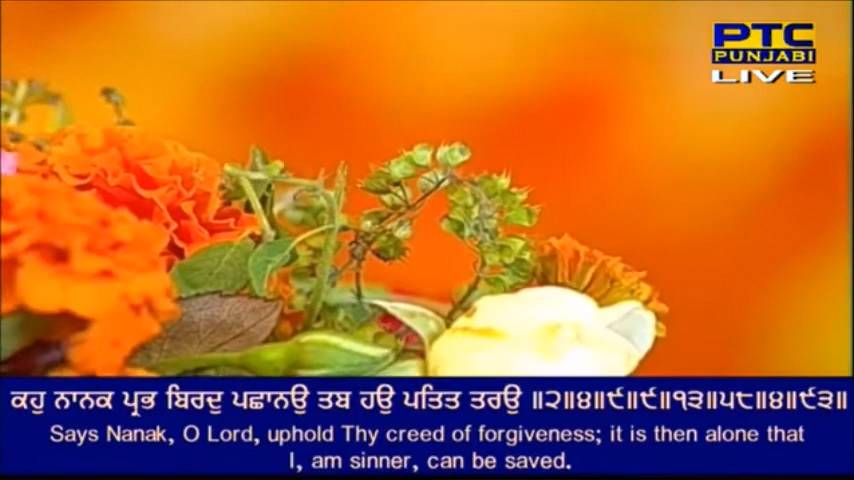 PTC
PUNJABI
LIVE
ਕਹੁ ਨਾਨਕ ਪ੍ਰਭ ਬਿਰਦੁ ਪਛਾਨਉ ਤਬ ਹਉ ਪਤਿਤ ਤਰਉ ॥੨॥੪॥੯॥੯॥੧੩॥੫੮॥੪॥੯੩॥
Says Nanak, O Lord, uphold Thy creed of forgiveness; it is then alone that
I, am sinner, can be saved.